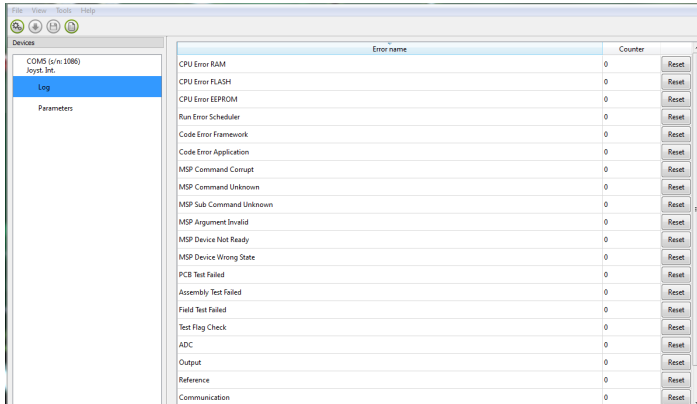 File View Tools Help
Devices
COM5 (s/n: 1086)
Joyst. Int.
Log
Parameters
Error name Counter
CPU Error RAM 0 Reset
CPU Error FLASH 0 Reset
CPU Error EEPROM 0 Reset
Run Error Scheduler 0 Reset
Code Error Framework 0 Reset
Code Error Application 0 Reset
MSP Command Corrupt 0 Reset
MSP Command Unknown 0 Reset
MSP Sub Command Unknown 0 Reset
MSP Argument Invalid 0 Reset
MSP Device Not Ready 0 Reset
MSP Device Wrong State 0 Reset
PCB Test Failed 0 Reset
Assembly Test Failed 0 Reset
Field Test Failed 0 Reset
Test Flag Check 0 Reset
ADC 0 Reset
Output 0 Reset
Reference 0 Reset
Communication 0 Reset